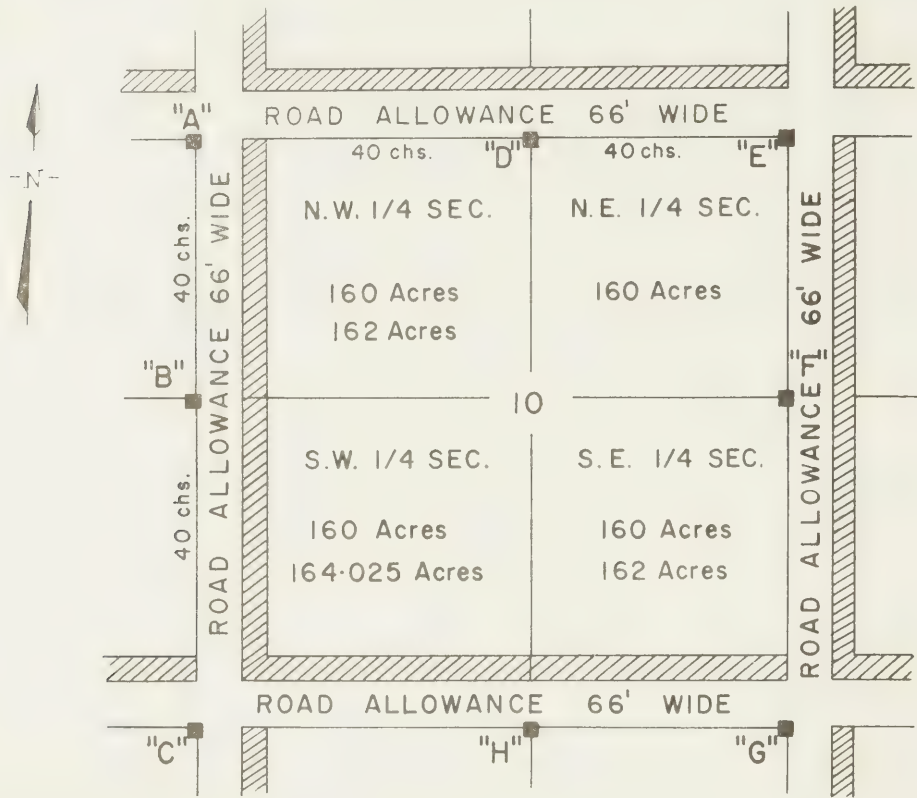 "A"
ROAD ALLOWANCE 66' WIDE
40 chs.
"D"
40 chs.
"E"
-N-
N.W. 1/4 SEC.
N.E. 1/4 SEC.
40 chs.
ROAD ALLOWANCE 66' WIDE
160 Acres
162 Acres
160 Acres
ROAD ALLOWANCE 66' WIDE
"B"
"F"
10
S.W. 1/4 SEC.
S.E. 1/4 SEC.
40 chs.
160 Acres
164·025 Acres
160 Acres
162 Acres
ROAD ALLOWANCE 66' WIDE
"C"
"H"
"G"